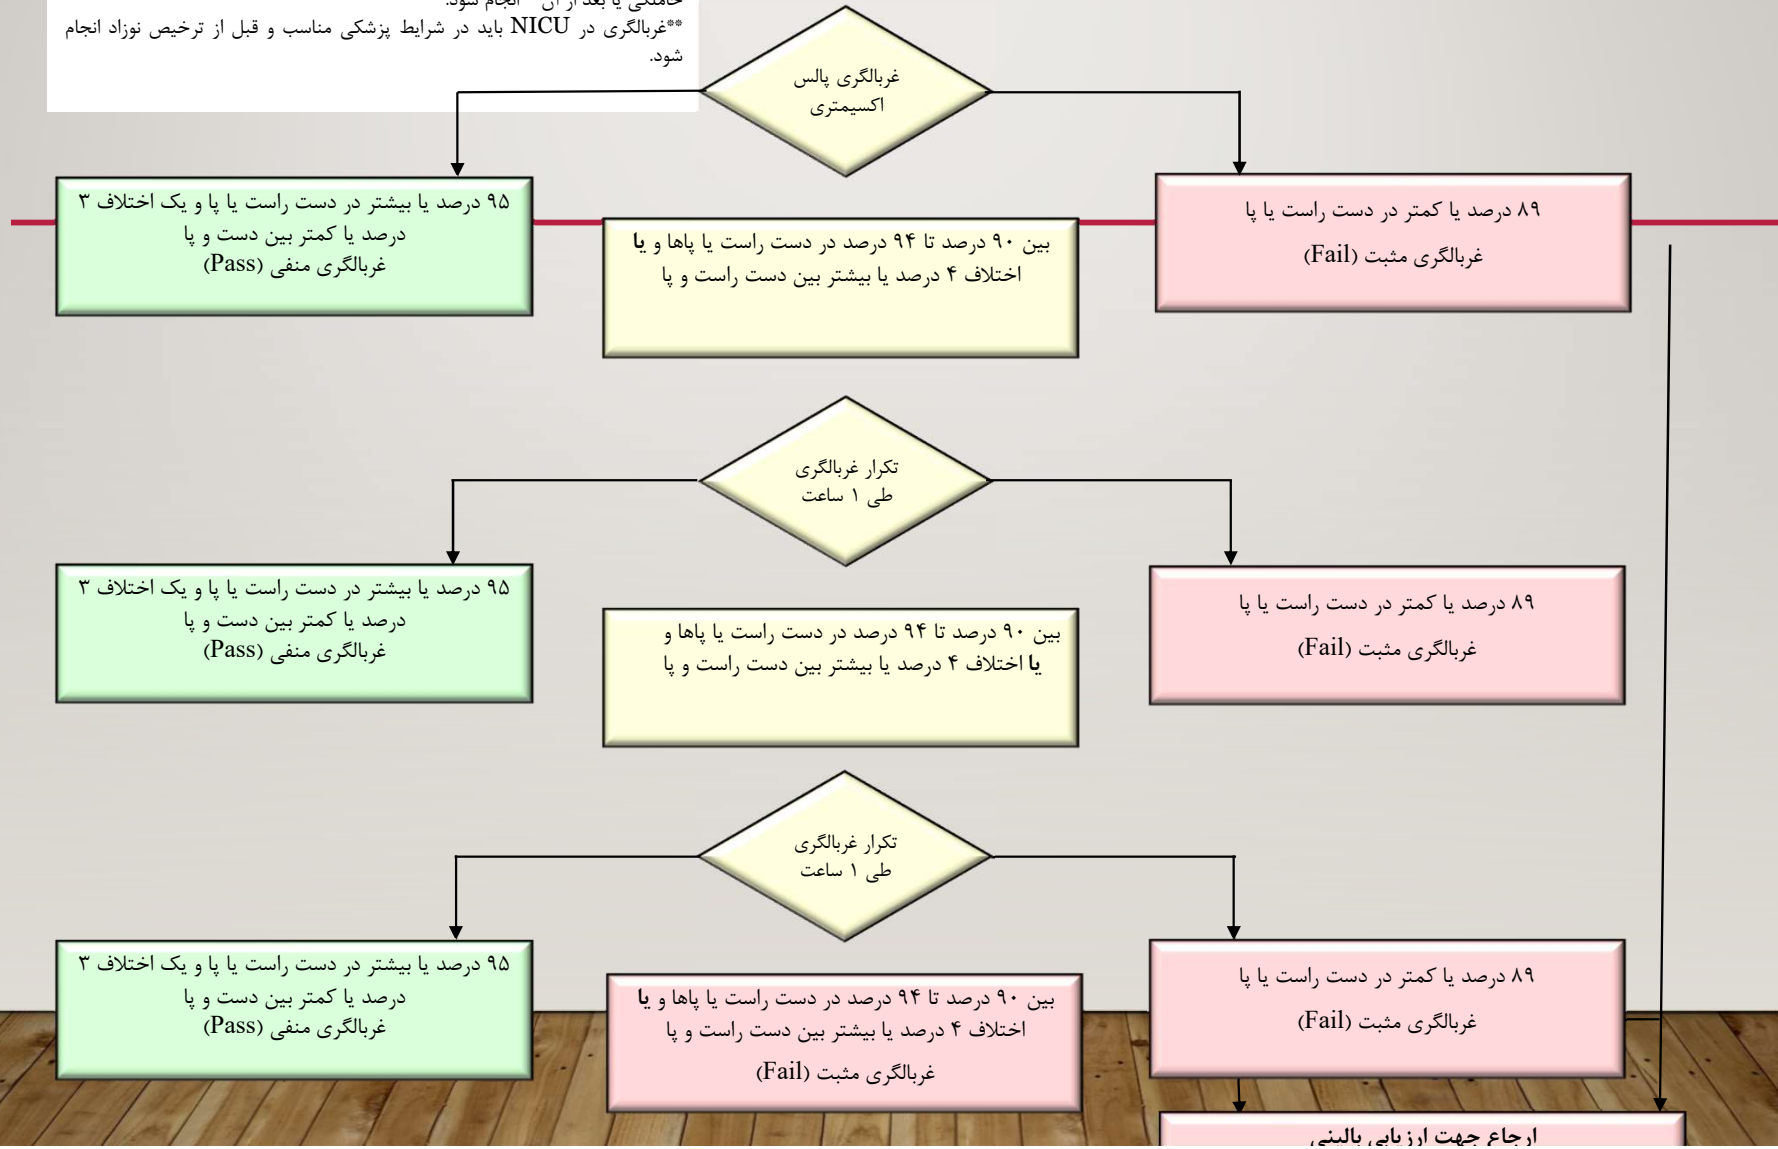 حاملگی یا بعد از آن** انجام شود.
**غربالگری در NICU باید در شرایط پزشکی مناسب و قبل از ترخیص نوزاد انجام
شود.
غربالگری پالس
اکسیمتری
۹۵ درصد یا بیشتر در دست راست یا پا و یک اختلاف ۳
درصد یا کمتر بین دست و پا
غربالگری منفی (Pass)
بین ۹۰ درصد تا ۹۴ درصد در دست راست یا پاها و یا
اختلاف ۴ درصد یا بیشتر بین دست راست و پا
۸۹ درصد یا کمتر در دست راست یا پا
غربالگری مثبت (Fail)
تکرار غربالگری
طی ۱ ساعت
۹۵ درصد یا بیشتر در دست راست یا پا و یک اختلاف ۳
درصد یا کمتر بین دست و پا
غربالگری منفی (Pass)
بین ۹۰ درصد تا ۹۴ درصد در دست راست یا پاها و
یا اختلاف ۴ درصد یا بیشتر بین دست راست و پا
۸۹ درصد یا کمتر در دست راست یا پا
غربالگری مثبت (Fail)
تکرار غربالگری
طی ۱ ساعت
۹۵ درصد یا بیشتر در دست راست یا پا و یک اختلاف ۳
درصد یا کمتر بین دست و پا
غربالگری منفی (Pass)
بین ۹۰ درصد تا ۹۴ درصد در دست راست یا پاها و یا
اختلاف ۴ درصد یا بیشتر بین دست راست و پا
غربالگری مثبت (Fail)
۸۹ درصد یا کمتر در دست راست یا پا
غربالگری مثبت (Fail)
ارجاع جهت ارزیابی بالینی